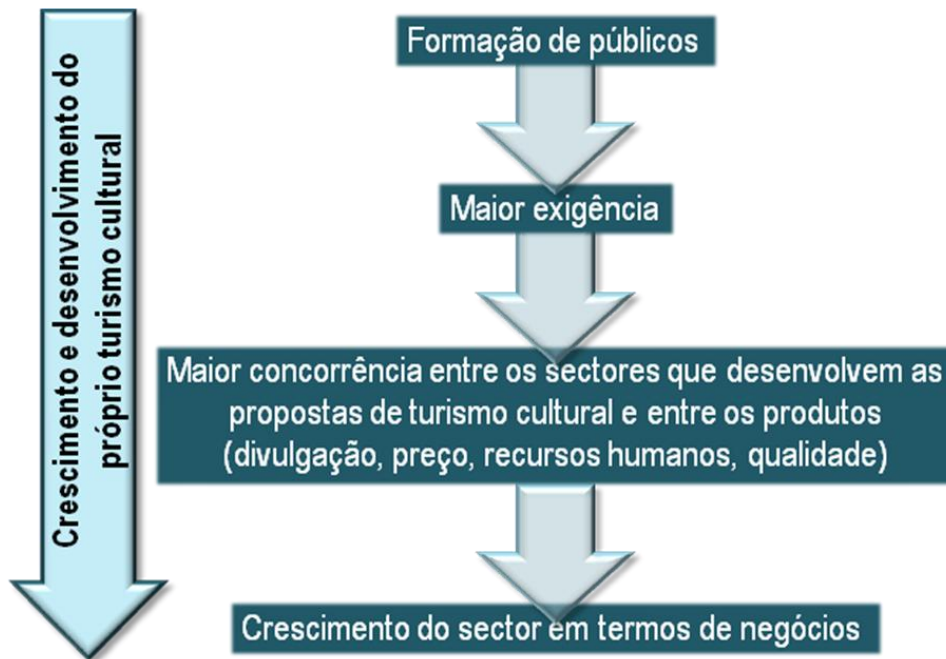 Crescimento e desenvolvimento do
próprio turismo cultural
Formação de públicos
Maior exigência
Maior concorrência entre os sectores que desenvolvem as
propostas de turismo cultural e entre os produtos
(divulgação, preço, recursos humanos, qualidade)
Crescimento do sector em termos de negócios